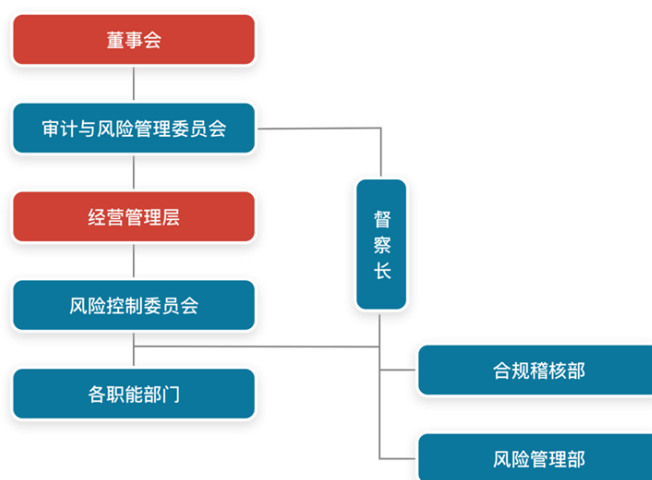 董事会
审计与风险管理委员会
经营管理层
督察长
风险控制委员会
各职能部门
合规稽核部
风险管理部